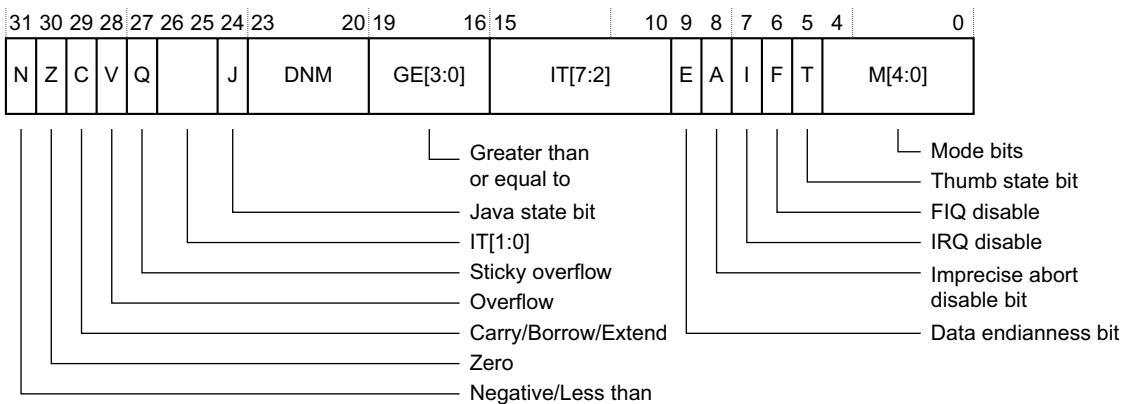 31 30 29 28 27 26 25 24 23 20 19 16 15 10 9 8 7 6 5 4 0
N Z C V Q J DNM GE[3:0] IT[7:2] E A I F T M[4:0]
Greater than
or equal to
Java state bit
IT[1:0]
Sticky overflow
Overflow
Carry/Borrow/Extend
Zero
Negative/Less than
Mode bits
Thumb state bit
FIQ disable
IRQ disable
Imprecise abort
disable bit
Data endianness bit